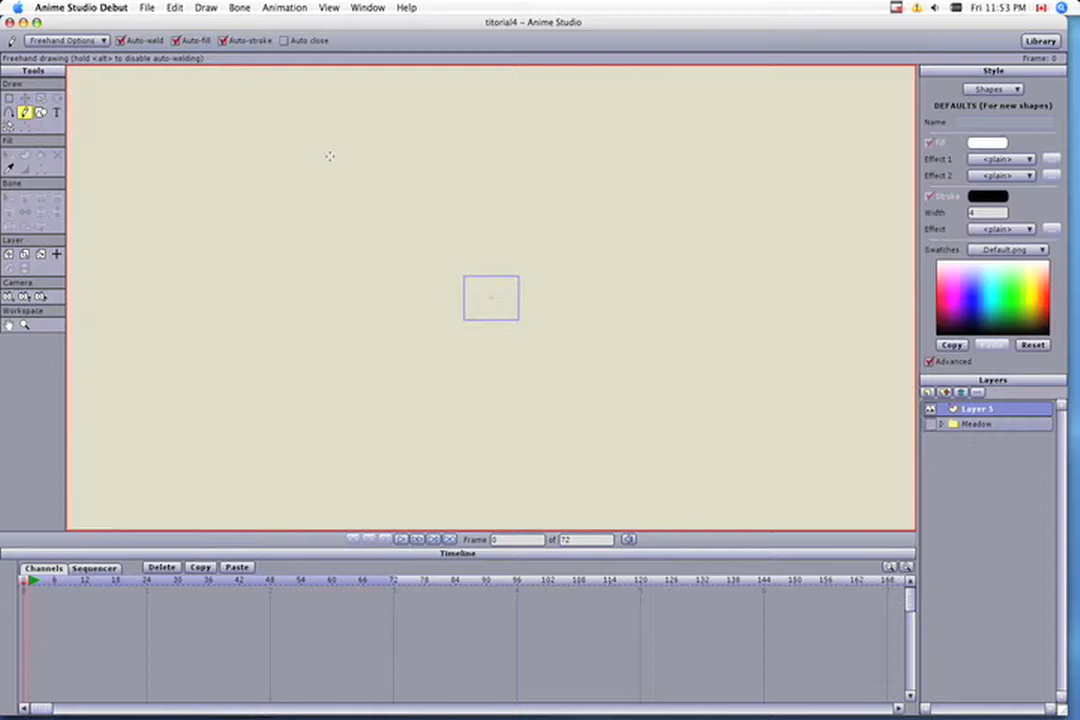 Anime Studio Debut File Edit Draw Bone Animation View Window Help Fri 11:53 PM
titorial4 – Anime Studio
Freehand Options Auto-weld Auto-fill Auto-stroke Auto close Library
Freehand drawing (hold <alt> to disable auto-welding) Frame: 0
Tools
Draw
T
Fill
Bone
Layer
Camera
Workspace
Style
Shapes
DEFAULTS (For new shapes)
Name
Fill
Effect 1 <plain>
Effect 2 <plain>
Stroke
Width 4
Effect <plain>
Swatches Default.png
Copy Paste Reset
Advanced
Layers
Layer 5
Meadow
Frame 0 of 72
Timeline
Channels Sequencer Delete Copy Paste
6 12 18 24 30 36 42 48 54 60 66 72 78 84 90 96 102 108 114 120 126 132 138 144 150 156 162 168